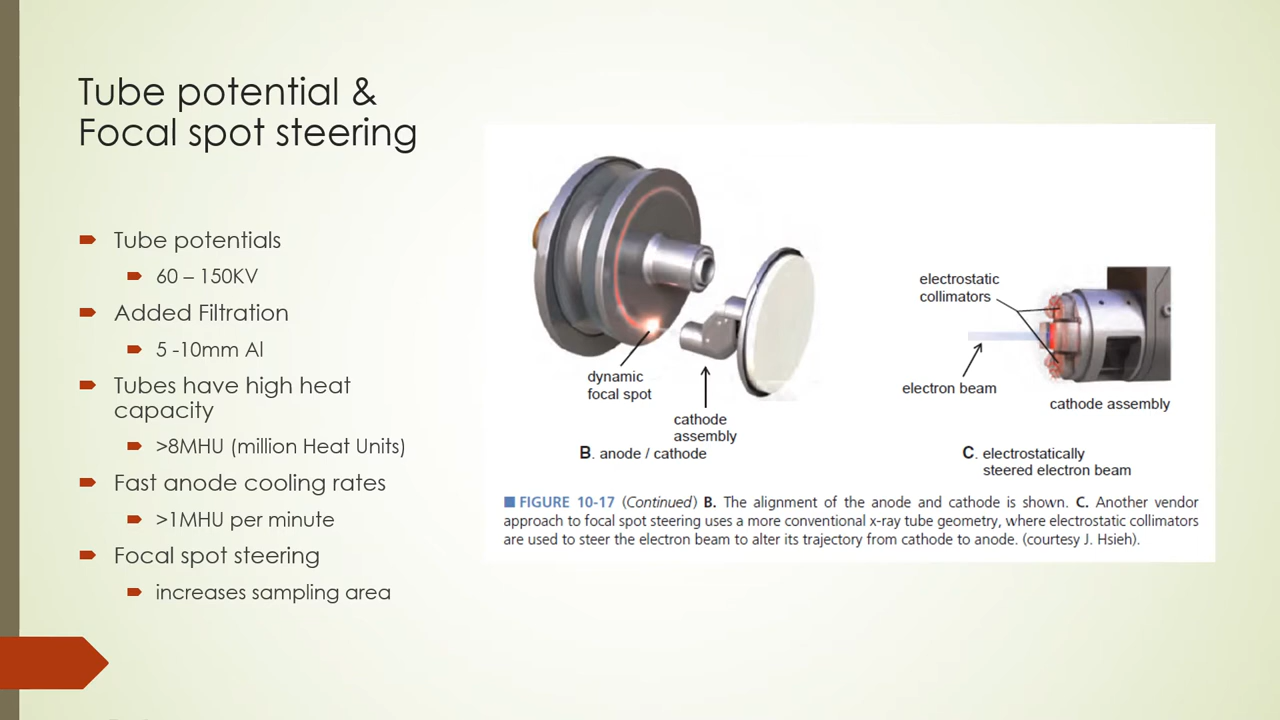 Tube potential &
Focal spot steering
Tube potentials
60 – 150KV
Added Filtration
5 -10mm Al
Tubes have high heat
capacity
>8MHU (million Heat Units)
Fast anode cooling rates
>1MHU per minute
Focal spot steering
increases sampling area
dynamic
focal spot
cathode
assembly
B. anode / cathode
electrostatic
collimators
electron beam
cathode assembly
C. electrostatically
steered electron beam
FIGURE 10-17 (Continued) B. The alignment of the anode and cathode is shown. C. Another vendor
approach to focal spot steering uses a more conventional x-ray tube geometry, where electrostatic collimators
are used to steer the electron beam to alter its trajectory from cathode to anode. (courtesy J. Hsieh).